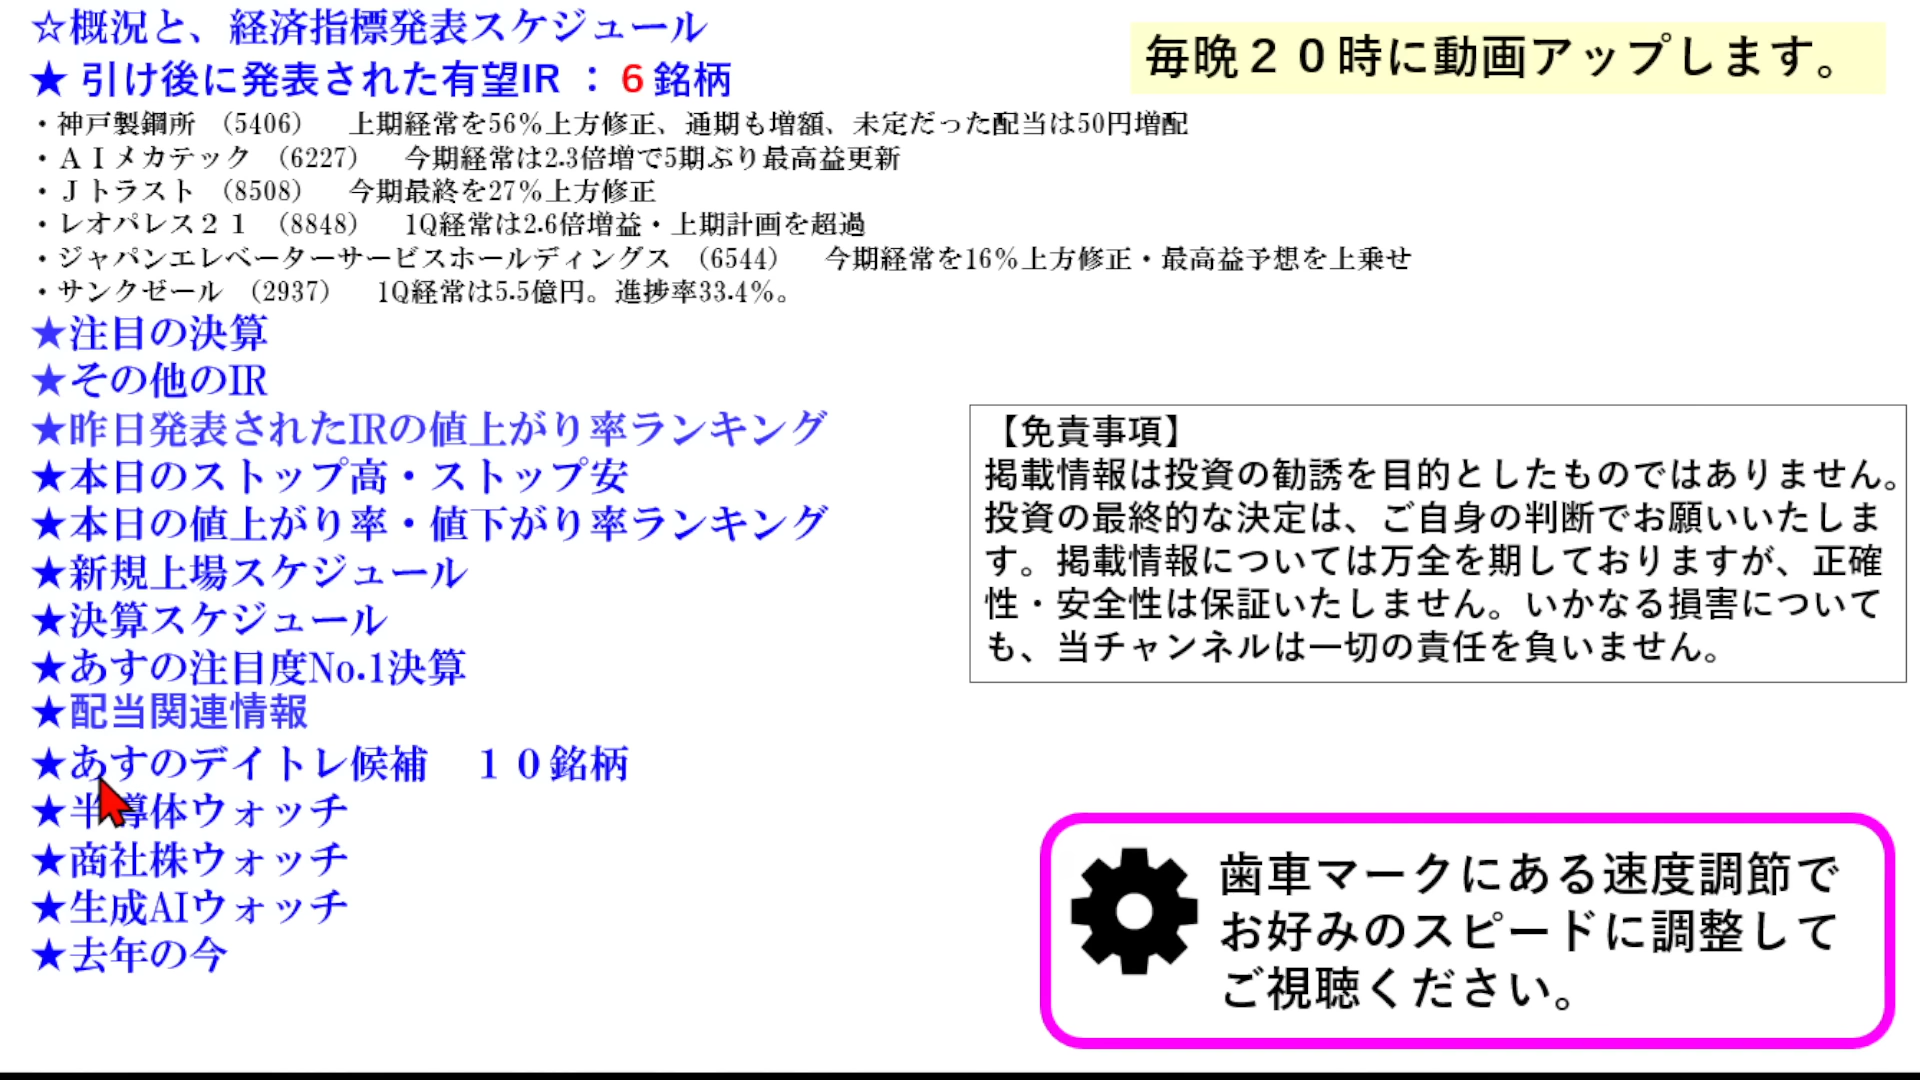 ☆概況と、経済指標発表スケジュール
毎晩２０時に動画アップします。
★ 引け後に発表された有望IR ： 6 銘柄
・神戸製鋼所 （5406） 上期経常を56%上方修正、通期も増額、未定だった配当は50円増配
・ＡＩメカテック （6227） 今期経常は2.3倍増で5期ぶり最高益更新
・Ｊトラスト （8508） 今期最終を27%上方修正
・レオパレス２１ （8848） 1Q経常は2.6倍増益・上期計画を超過
・ジャパンエレベーターサービスホールディングス （6544） 今期経常を16%上方修正・最高益予想を上乗せ
・サンクゼール （2937） 1Q経常は5.5億円。進捗率33.4%。
★注目の決算
★その他のIR
★昨日発表されたIRの値上がり率ランキング
★本日のストップ高・ストップ安
★本日の値上がり率・値下がり率ランキング
★新規上場スケジュール
★決算スケジュール
★あすの注目度No.1決算
★配当関連情報
★あすのデイトレ候補 １０銘柄
★半導体ウォッチ
★商社株ウォッチ
★生成AIウォッチ
★去年の今
【免責事項】
掲載情報は投資の勧誘を目的としたものではありません。
投資の最終的な決定は、ご自身の判断でお願いいたしま
す。掲載情報については万全を期しておりますが、正確
性・安全性は保証いたしません。いかなる損害について
も、当チャンネルは一切の責任を負いません。
歯車マークにある速度調節で
お好みのスピードに調整して
ご視聴ください。